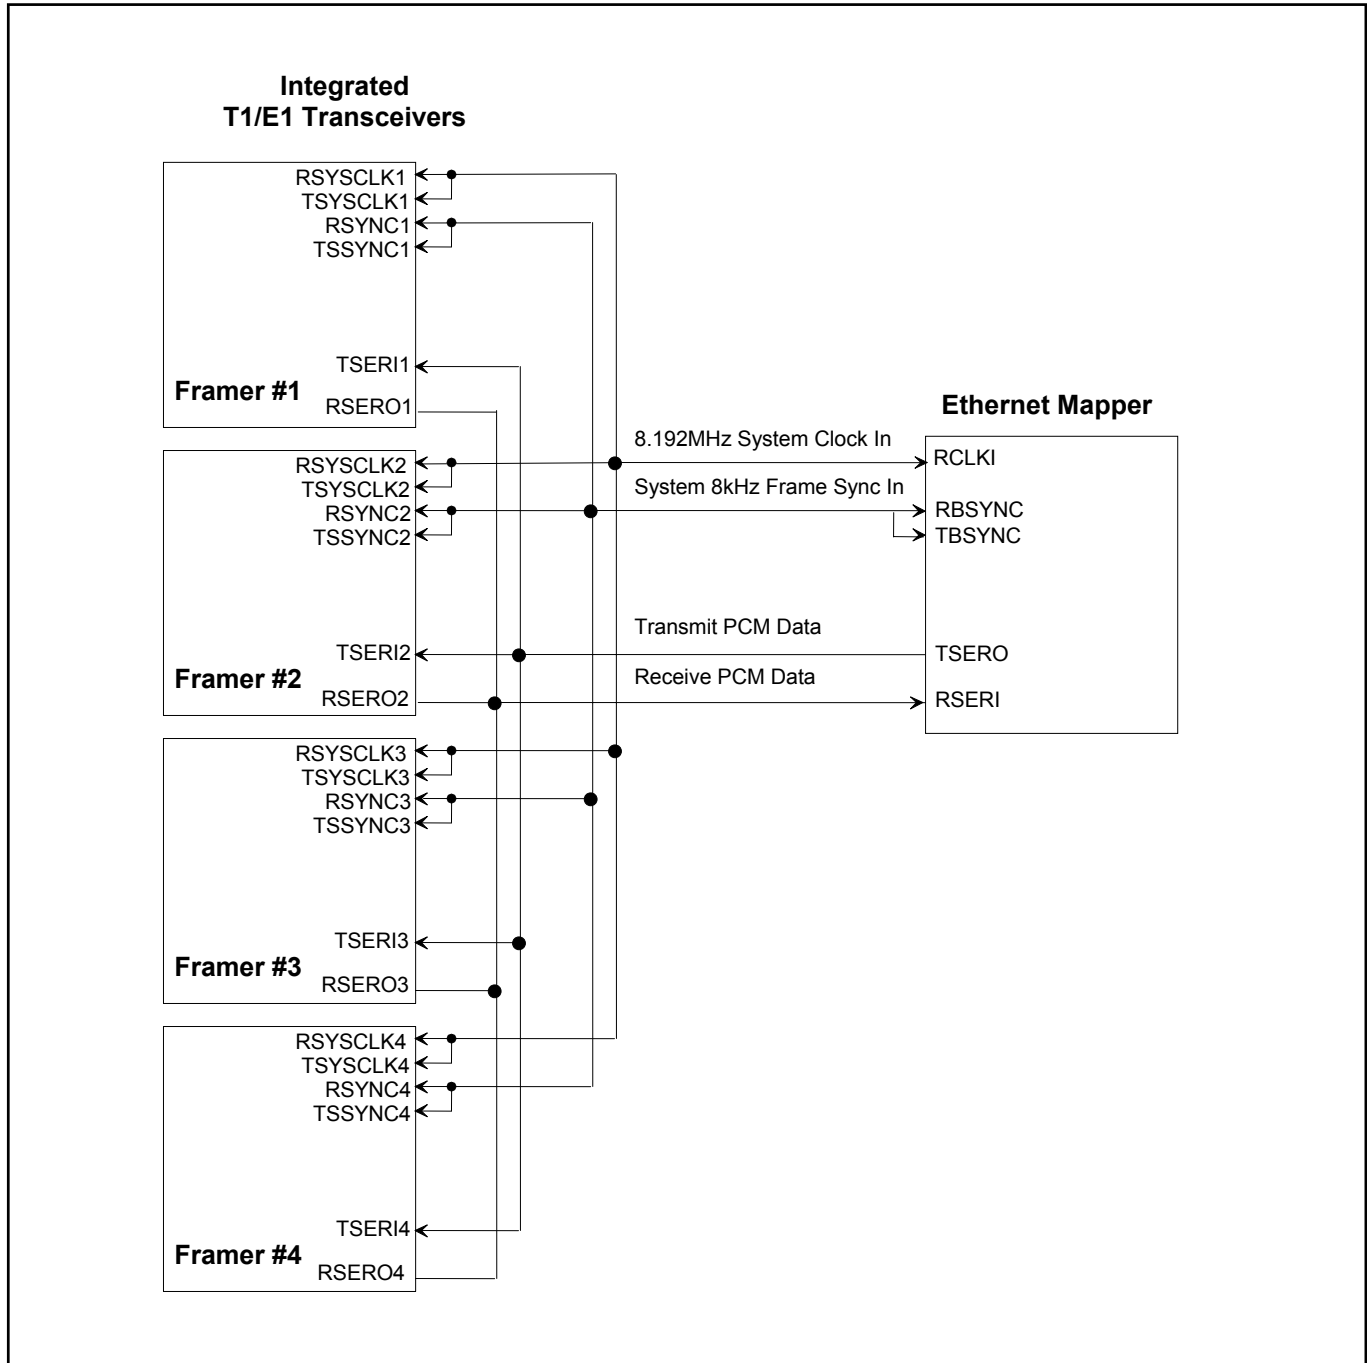 Integrated
T1/E1 Transceivers
RSYSCLK1
TSYSCLK1
RSYNC1
TSSYNC1
TSERI1
Framer #1
RSERO1
RSYSCLK2
TSYSCLK2
RSYNC2
TSSYNC2
TSERI2
Framer #2
RSERO2
RSYSCLK3
TSYSCLK3
RSYNC3
TSSYNC3
TSERI3
Framer #3
RSERO3
RSYSCLK4
TSYSCLK4
RSYNC4
TSSYNC4
TSERI4
Framer #4
RSERO4
8.192MHz System Clock In
System 8kHz Frame Sync In
Transmit PCM Data
Receive PCM Data
Ethernet Mapper
RCLKI
RBSYNC
TBSYNC
TSERO
RSERI